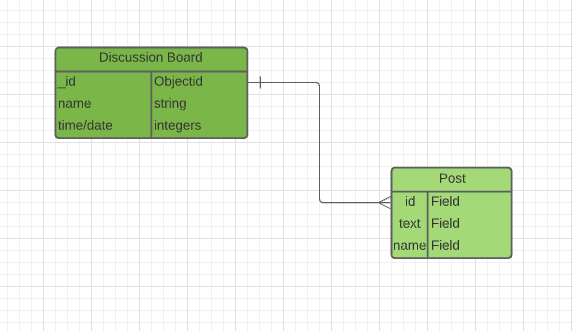 Discussion Board
_id Objectid
name string
time/date integers
Post
id Field
text Field
name Field